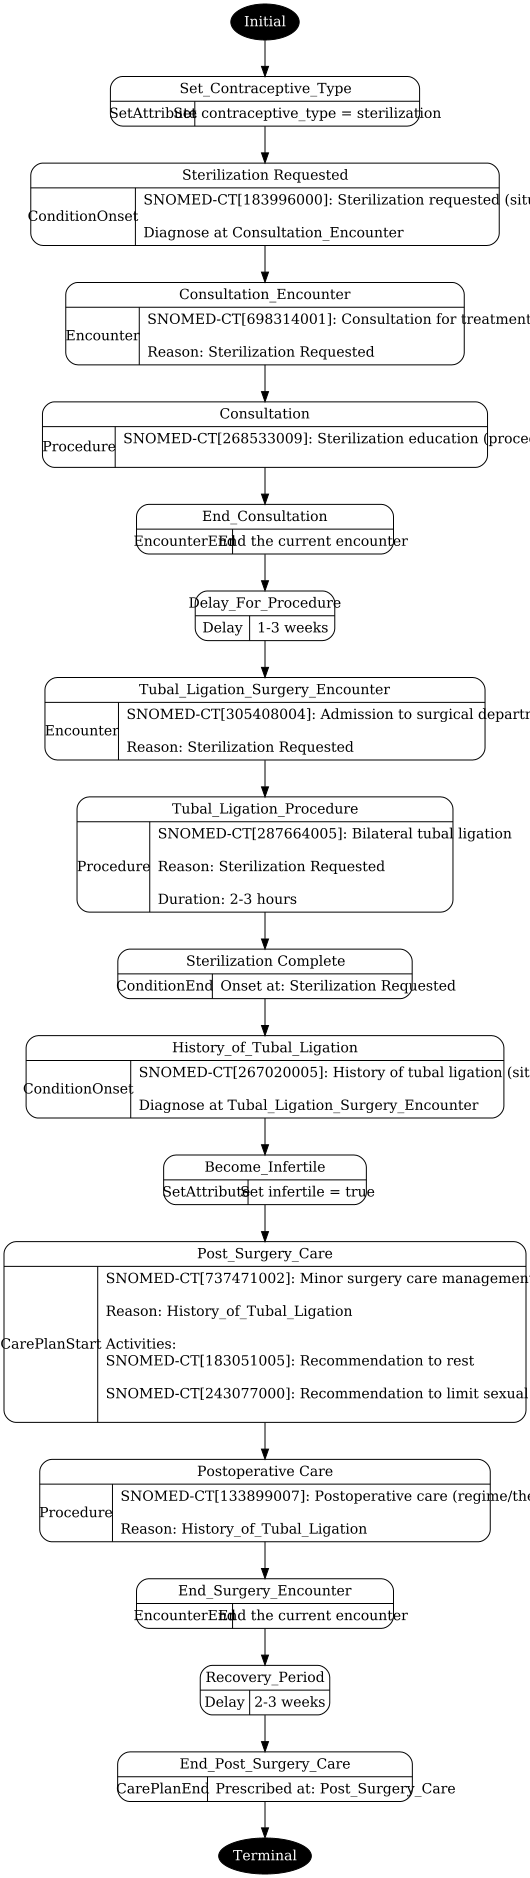 Initial
Set_Contraceptive_Type
SetAttribute Set contraceptive_type = sterilization
Sterilization Requested
SNOMED-CT[183996000]: Sterilization requested
ConditionOnset
Diagnose at Consultation_Encounter
Consultation_Encounter
SNOMED-CT[698314001]: Consultation for treatment
Encounter
Reason: Sterilization Requested
Consultation
SNOMED-CT[268533009]: Sterilization education
Procedure
End_Consultation
EncounterEnd End the current encounter
Delay_For_Procedure
Delay 1-3 weeks
Tubal_Ligation_Surgery_Encounter
SNOMED-CT[305408004]: Admission to surgical
Encounter
Reason: Sterilization Requested
Tubal_Ligation_Procedure
SNOMED-CT[287664005]: Bilateral tubal ligation
Procedure Reason: Sterilization Requested
Duration: 2-3 hours
Sterilization Complete
ConditionEnd Onset at: Sterilization Requested
History_of_Tubal_Ligation
SNOMED-CT[267020005]: History of tubal ligation
ConditionOnset
Diagnose at Tubal_Ligation_Surgery_Encounter
Become_Infertile
SetAttribute Set infertile = true
Post_Surgery_Care
SNOMED-CT[737471002]: Minor surgery care
Reason: History_of_Tubal_Ligation
CarePlanStart Activities:
SNOMED-CT[183051005]: Recommendation to rest
SNOMED-CT[243077000]: Recommendation to limit sexual
Postoperative Care
SNOMED-CT[133899007]: Postoperative care
Procedure
Reason: History_of_Tubal_Ligation
End_Surgery_Encounter
EncounterEnd End the current encounter
Recovery_Period
Delay 2-3 weeks
End_Post_Surgery_Care
CarePlanEnd Prescribed at: Post_Surgery_Care
Terminal